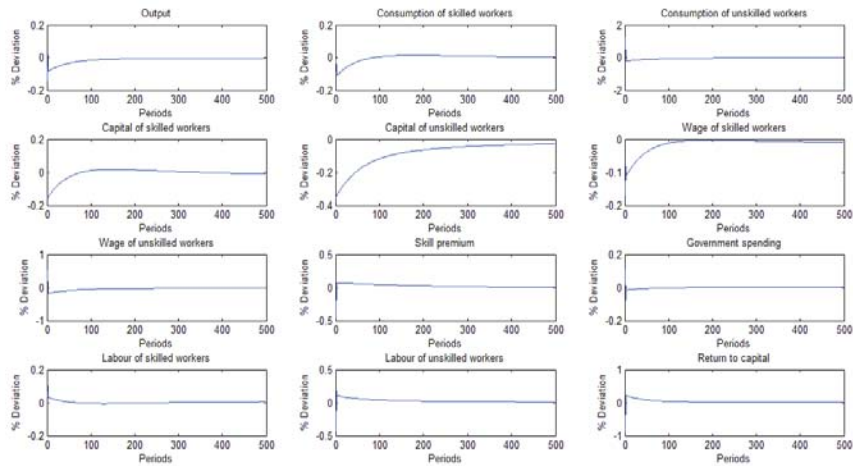 Output
% Deviation
0.2
0
-0.2
0 100 200 300 400 500
Periods
Consumption of skilled workers
% Deviation
0.2
0
-0.2
0 100 200 300 400 500
Periods
Consumption of unskilled workers
% Deviation
2
0
-2
0 100 200 300 400 500
Periods
Capital of skilled workers
% Deviation
0.2
0
-0.2
0 100 200 300 400 500
Periods
Capital of unskilled workers
% Deviation
0
-0.2
-0.4
0 100 200 300 400 500
Periods
Wage of skilled workers
% Deviation
0
-0.1
-0.2
0 100 200 300 400 500
Periods
Wage of unskilled workers
% Deviation
1
0
-1
0 100 200 300 400 500
Periods
Skill premium
% Deviation
0.5
0
-0.5
0 100 200 300 400 500
Periods
Government spending
% Deviation
0.2
0
-0.2
0 100 200 300 400 500
Periods
Labour of skilled workers
% Deviation
0.2
0
-0.2
0 100 200 300 400 500
Periods
Labour of unskilled workers
% Deviation
0.5
0
-0.5
0 100 200 300 400 500
Periods
Return to capital
% Deviation
1
0
-1
0 100 200 300 400 500
Periods